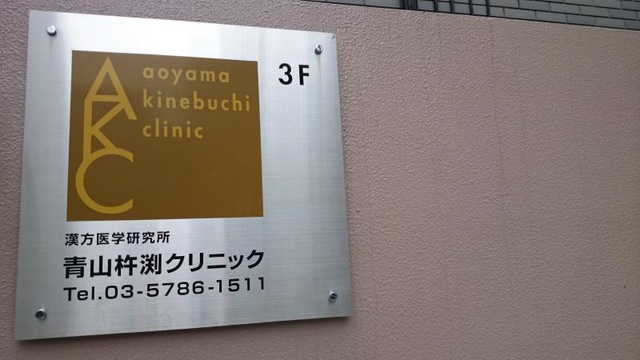 AKC
aoyama
kinebuchi
clinic
3F
漢方医学研究所
青山杵渕クリニック
Tel.03-5786-1511